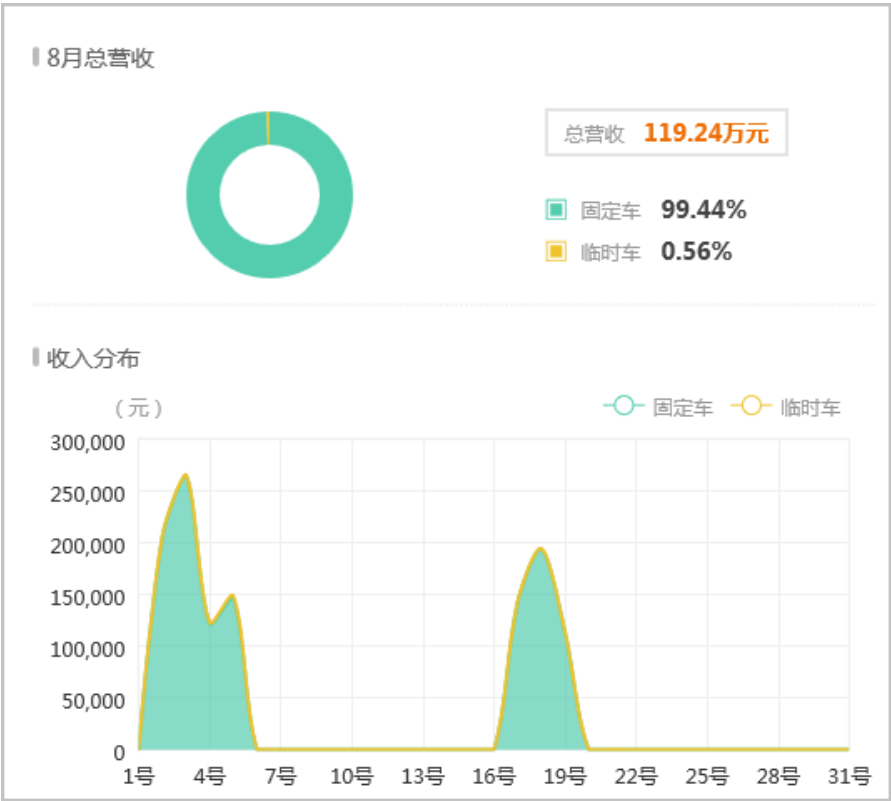 8月总营收
总营收 119.24万元
固定车 99.44%
临时车 0.56%
收入分布
（元）
固定车 临时车
300,000
250,000
200,000
150,000
100,000
50,000
0
1号 4号 7号 10号 13号 16号 19号 22号 25号 28号 31号